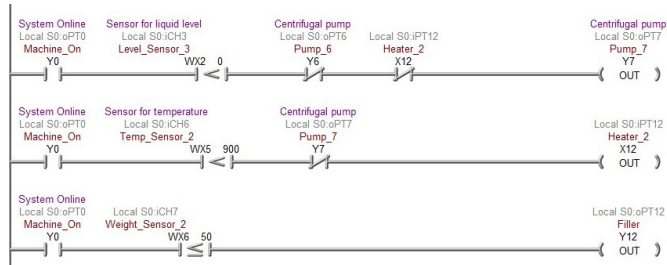 System Online Sensor for liquid level Centrifugal pump Centrifugal pump
Local S0:oPT0 Local S0:iCH3 Local S0:oPT6 Local S0:iPT12 Local S0:oPT7
Machine_On Level_Sensor_3 Pump_6 Heater_2 Pump_7
Y0 WX2 0 Y6 X12 Y7
< OUT
System Online Sensor for temperature Centrifugal pump
Local S0:oPT0 Local S0:iCH6 Local S0:oPT7 Local S0:iPT12
Machine_On Temp_Sensor_2 Pump_7 Heater_2
Y0 WX5 900 Y7 X12
< OUT
System Online
Local S0:oPT0 Local S0:iCH7 Local S0:oPT12
Machine_On Weight_Sensor_2 Filler
Y0 WX6 50 Y12
≤ OUT